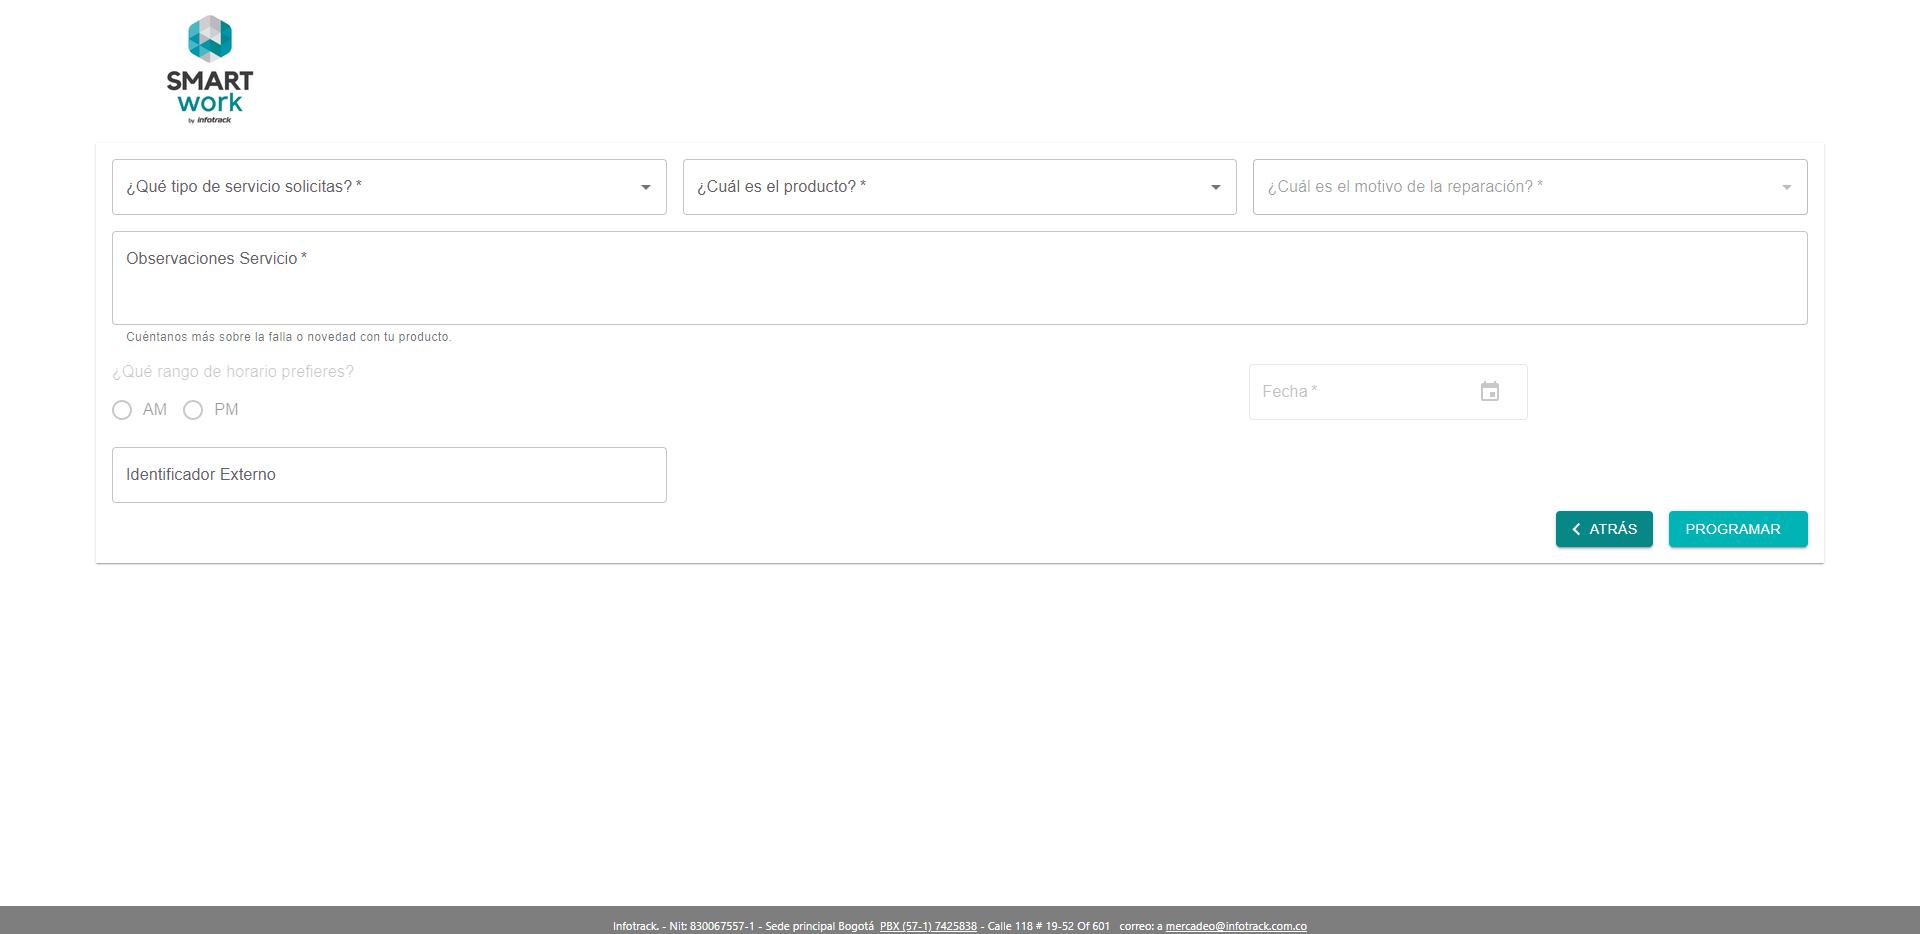 SMART
work
by infotrack
¿Qué tipo de servicio solicitas? *
¿Cuál es el producto? *
¿Cuál es el motivo de la reparación? *
Observaciones Servicio *
Cuéntanos más sobre la falla o novedad con tu producto.
¿Qué rango de horario prefieres?
AM PM
Fecha *
Identificador Externo
ATRÁS
PROGRAMAR
Infotrack. - Nit: 830067557-1 - Sede principal Bogotá PBX (57-1) 7425838 - Calle 118 # 19-52 Of 601 correo: a mercadeo@infotrack.com.co